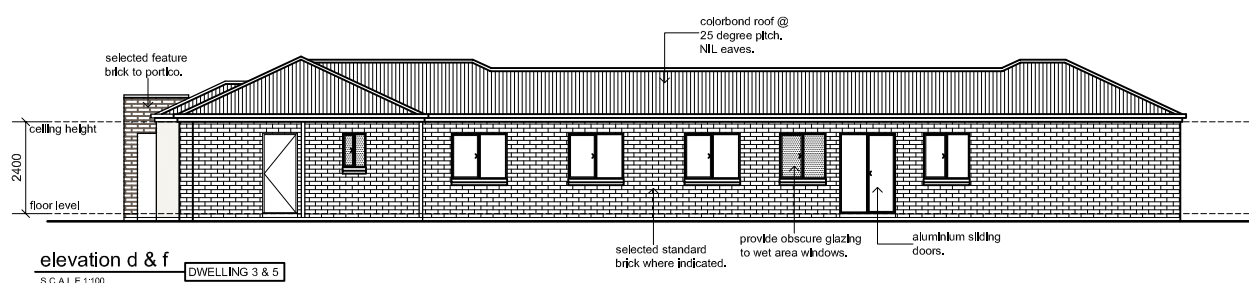 colorbond roof @
25 degree pitch.
NIL eaves.
selected feature
brick to portico.
ceiling height
2400
floor level
selected standard
brick where indicated.
provide obscure glazing
to wet area windows.
aluminium sliding
doors.
elevation d & f
SCALE 1:100
DWELLING 3 & 5